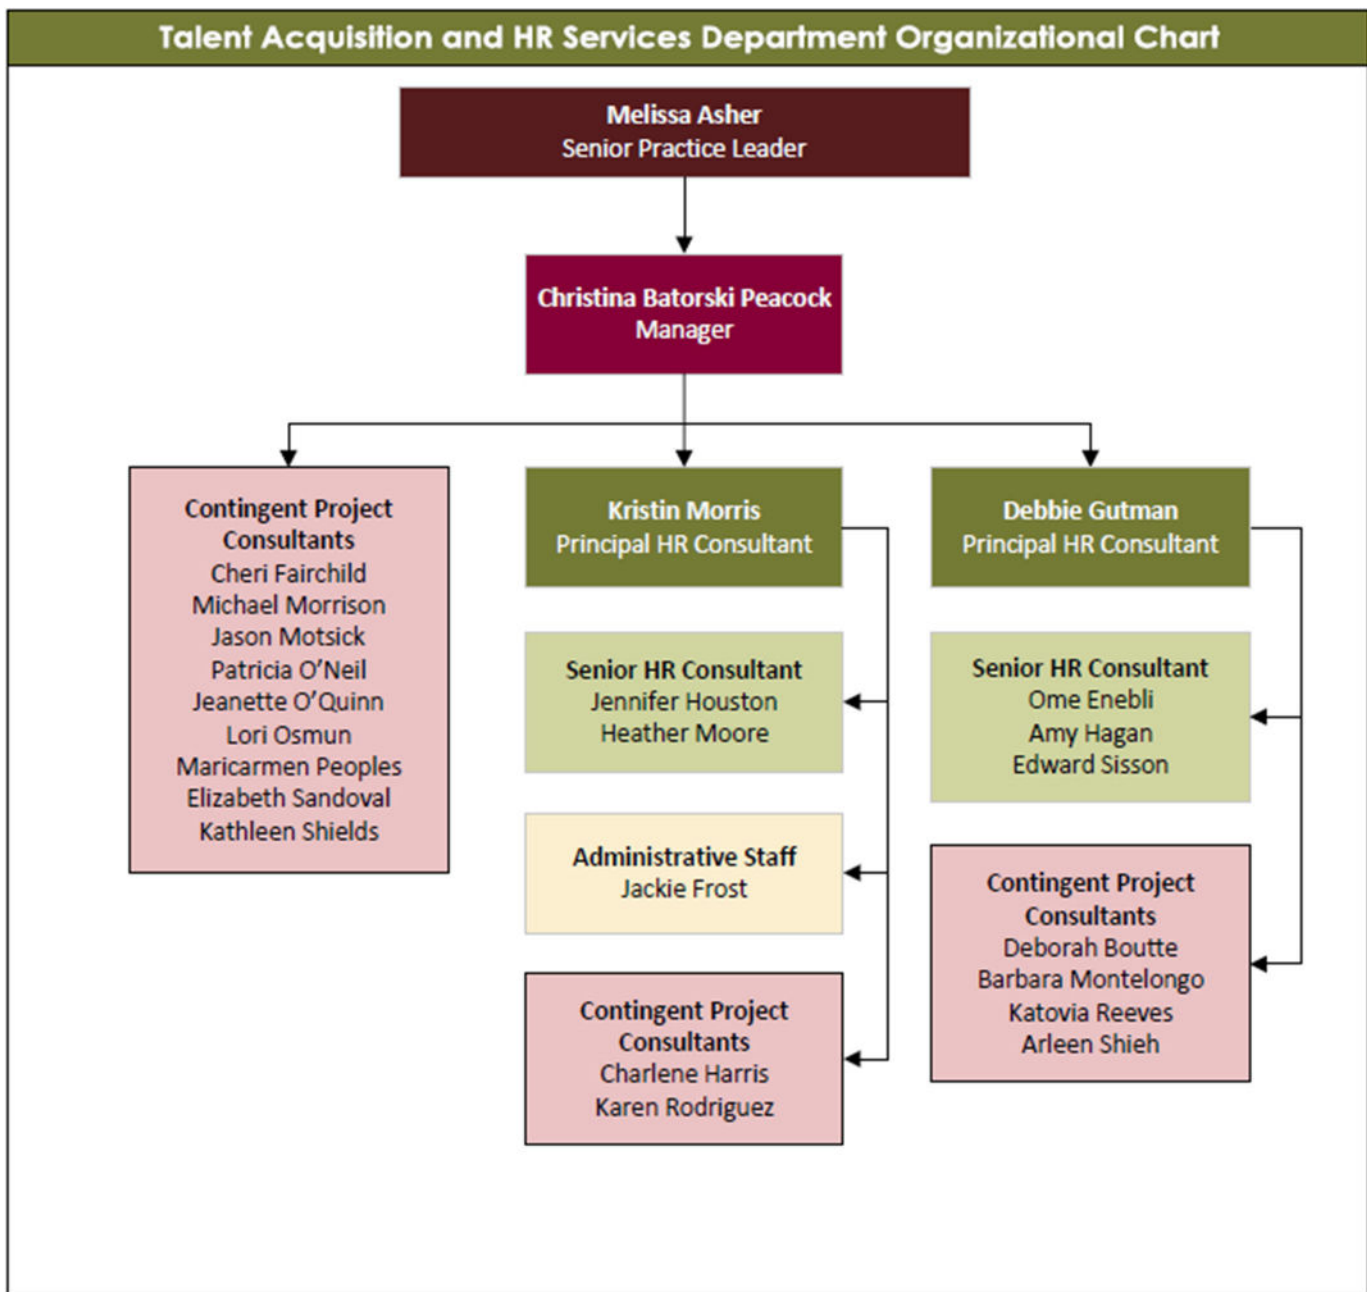 Talent Acquisition and HR Services Department Organizational Chart
Melissa Asher
Senior Practice Leader
Christina Batorski Peacock
Manager
Contingent Project
Consultants
Cheri Fairchild
Michael Morrison
Jason Motsick
Patricia O’Neil
Jeanette O’Quinn
Lori Osmun
Maricarmen Peoples
Elizabeth Sandoval
Kathleen Shields
Kristin Morris
Principal HR Consultant
Senior HR Consultant
Jennifer Houston
Heather Moore
Administrative Staff
Jackie Frost
Contingent Project
Consultants
Charlene Harris
Karen Rodriguez
Debbie Gutman
Principal HR Consultant
Senior HR Consultant
Ome Enebli
Amy Hagan
Edward Sisson
Contingent Project
Consultants
Deborah Boutte
Barbara Montelongo
Katovia Reeves
Arleen Shieh